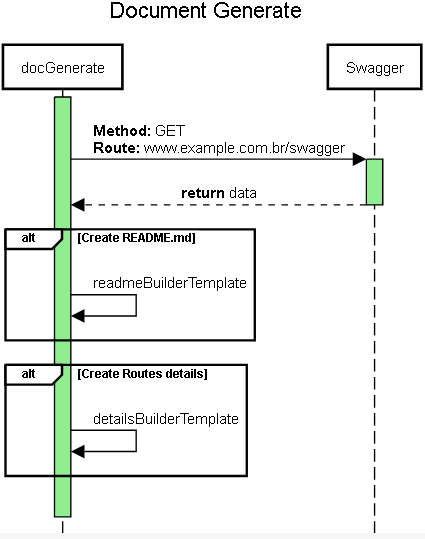 Document Generate
docGenerate
Swagger
Method: GET
Route: www.example.com.br/swagger
return data
alt [Create README.md]
readmeBuilderTemplate
alt [Create Routes details]
detailsBuilderTemplate